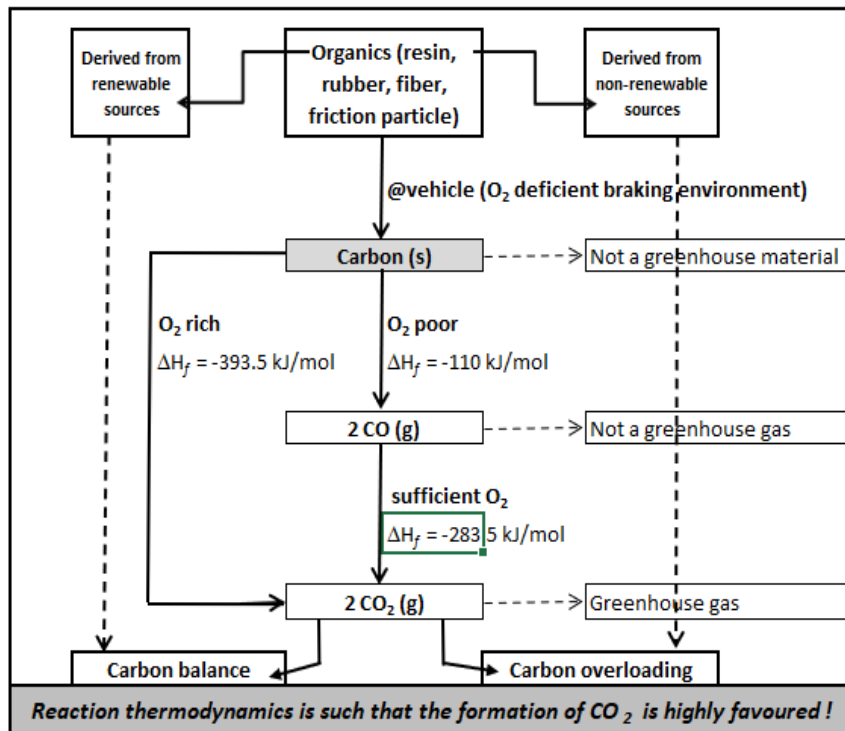 Derived from
renewable
sources
Organics (resin,
rubber, fiber,
friction particle)
Derived from
non-renewable
sources
@vehicle (O₂ deficient braking environment)
Carbon (s)
Not a greenhouse material
O₂ rich
ΔH𝑓 = -393.5 kJ/mol
O₂ poor
ΔH𝑓 = -110 kJ/mol
2 CO (g)
Not a greenhouse gas
sufficient O₂
ΔH𝑓 = -283.5 kJ/mol
2 CO₂ (g)
Greenhouse gas
Carbon balance
Carbon overloading
Reaction thermodynamics is such that the formation of CO₂ is highly favoured !